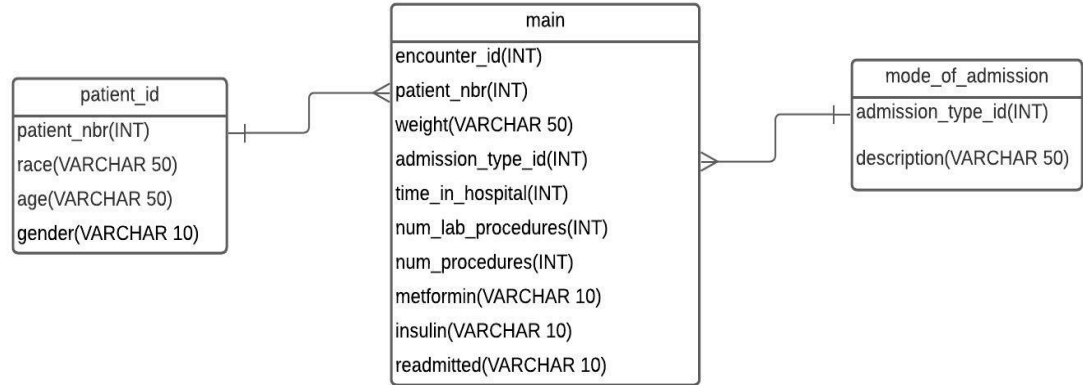 patient_id
patient_nbr(INT)
race(VARCHAR 50)
age(VARCHAR 50)
gender(VARCHAR 10)
main
encounter_id(INT)
patient_nbr(INT)
weight(VARCHAR 50)
admission_type_id(INT)
time_in_hospital(INT)
num_lab_procedures(INT)
num_procedures(INT)
metformin(VARCHAR 10)
insulin(VARCHAR 10)
readmitted(VARCHAR 10)
mode_of_admission
admission_type_id(INT)
description(VARCHAR 50)